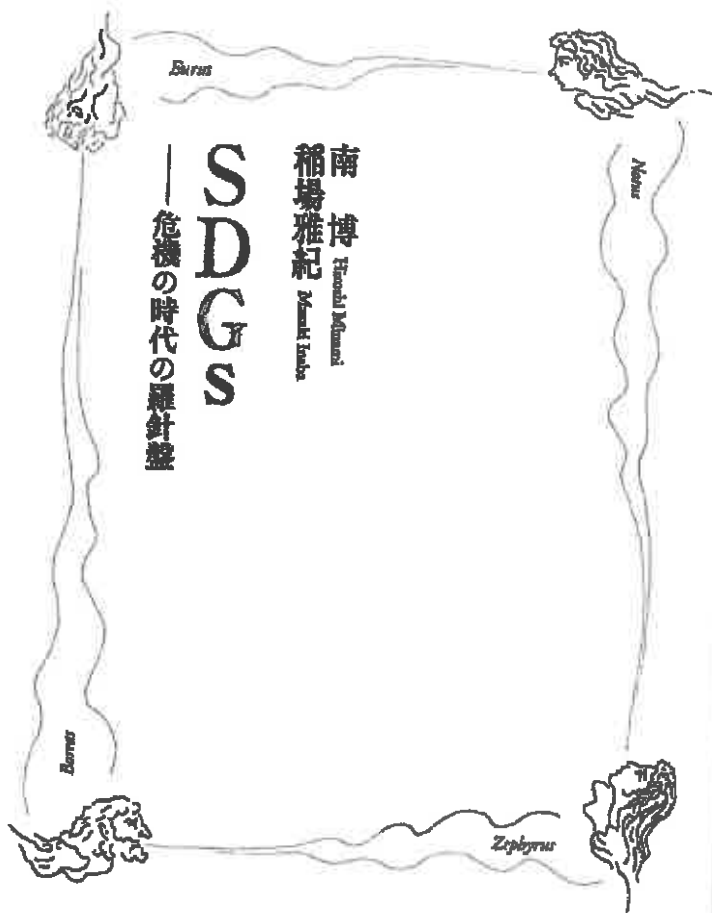 南 博 Hiroshi Minami
稲場雅紀 Masaki Inaba
SDGs
——危機の時代の羅針盤
Eurus
Notus
Boreas
Zephyrus